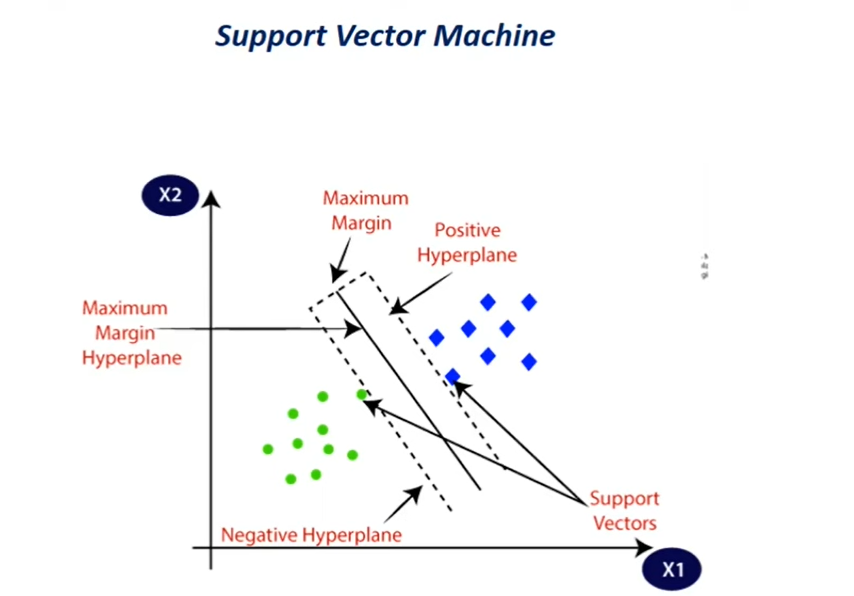 Support Vector Machine
X2
Maximum
Margin
Positive
Hyperplane
Maximum
Margin
Hyperplane
Support
Vectors
Negative Hyperplane
X1